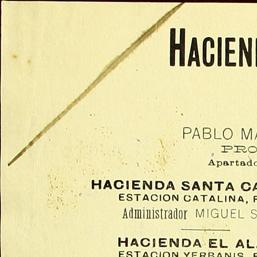 HACIEN
PABLO MA
PRO
Apartado
HACIENDA SANTA CA
ESTACION CATALINA, F
Administrador MIGUEL S
HACIENDA EL AL
ESTACION YERBANIS, F